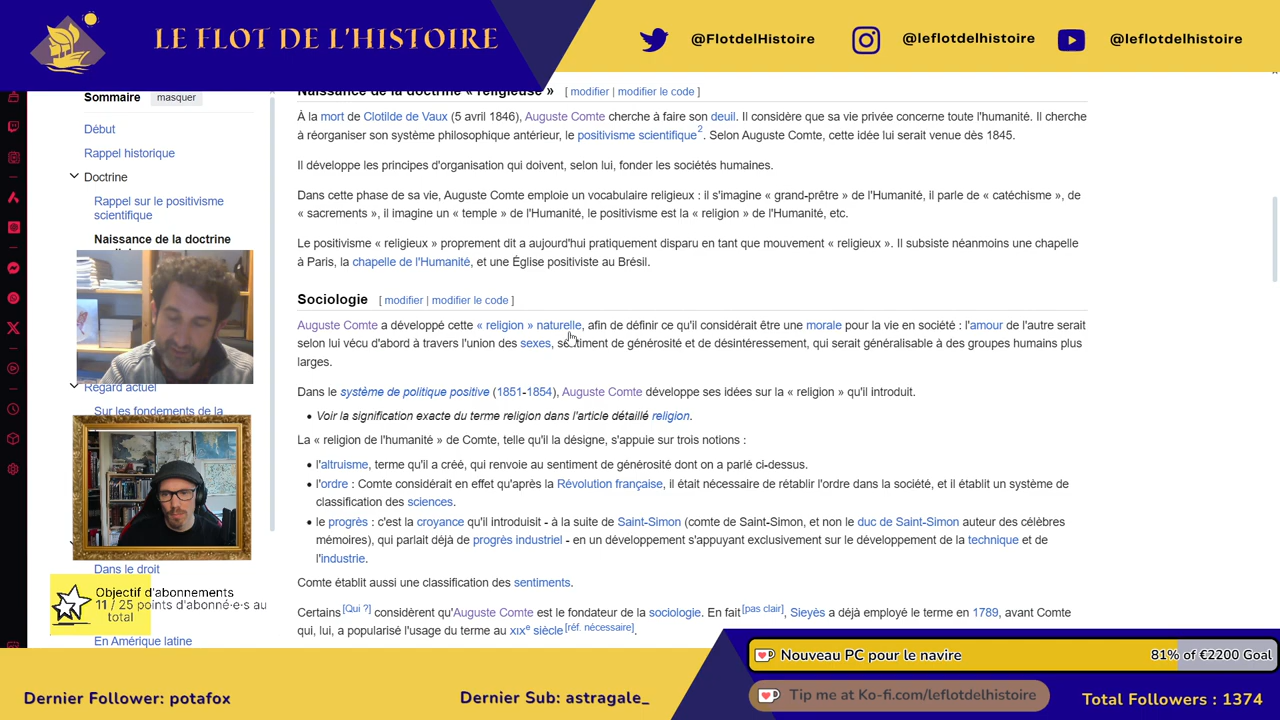 LE FLOT DE L'HISTOIRE
@FlotdelHistoire
@leflotdelhistoire
@leflotdelhistoire
Sommaire masquer
Début
Rappel historique
Doctrine
Rappel sur le positivisme
scientifique
Naissance de la doctrine
Regard actuel
Sur les fondements de la
Dans le droit
En Amérique latine
Naissance de la doctrine « religieuse » [ modifier | modifier le code ]
À la mort de Clotilde de Vaux (5 avril 1846), Auguste Comte cherche à faire son deuil. Il considère que sa vie privée concerne toute l'humanité. Il cherche
à réorganiser son système philosophique antérieur, le positivisme scientifique2. Selon Auguste Comte, cette idée lui serait venue dès 1845.
Il développe les principes d'organisation qui doivent, selon lui, fonder les sociétés humaines.
Dans cette phase de sa vie, Auguste Comte emploie un vocabulaire religieux : il s'imagine « grand-prêtre » de l'Humanité, il parle de « catéchisme », de
« sacrements », il imagine un « temple » de l'Humanité, le positivisme est la « religion » de l'Humanité, etc.
Le positivisme « religieux » proprement dit a aujourd'hui pratiquement disparu en tant que mouvement « religieux ». Il subsiste néanmoins une chapelle
à Paris, la chapelle de l'Humanité, et une Église positiviste au Brésil.
Sociologie [ modifier | modifier le code ]
Auguste Comte a développé cette « religion » naturelle, afin de définir ce qu'il considérait être une morale pour la vie en société : l'amour de l'autre serait
selon lui vécu d'abord à travers l'union des sexes, sentiment de générosité et de désintéressement, qui serait généralisable à des groupes humains plus
larges.
Dans le système de politique positive (1851-1854), Auguste Comte développe ses idées sur la « religion » qu'il introduit.
• Voir la signification exacte du terme religion dans l'article détaillé religion.
La « religion de l'humanité » de Comte, telle qu'il la désigne, s'appuie sur trois notions :
• l'altruisme, terme qu'il a créé, qui renvoie au sentiment de générosité dont on a parlé ci-dessus.
• l'ordre : Comte considérait en effet qu'après la Révolution française, il était nécessaire de rétablir l'ordre dans la société, et il établit un système de
classification des sciences.
• le progrès : c'est la croyance qu'il introduisit - à la suite de Saint-Simon (comte de Saint-Simon, et non le duc de Saint-Simon auteur des célèbres
mémoires), qui parlait déjà de progrès industriel - en un développement s'appuyant exclusivement sur le développement de la technique et de
l'industrie.
Comte établit aussi une classification des sentiments.
Certains[Qui ?] considèrent qu'Auguste Comte est le fondateur de la sociologie. En fait[pas clair], Sieyès a déjà employé le terme en 1789, avant Comte
qui, lui, a popularisé l'usage du terme au XIXe siècle[réf. nécessaire].
Objectif d'abonnements
11 / 25 points d'abonné·e·s au
total
Nouveau PC pour le navire 81% of €2200 Goal
Tip me at Ko-fi.com/leflotdelhistoire
Dernier Follower: potafox
Dernier Sub: astragale_
Total Followers : 1374